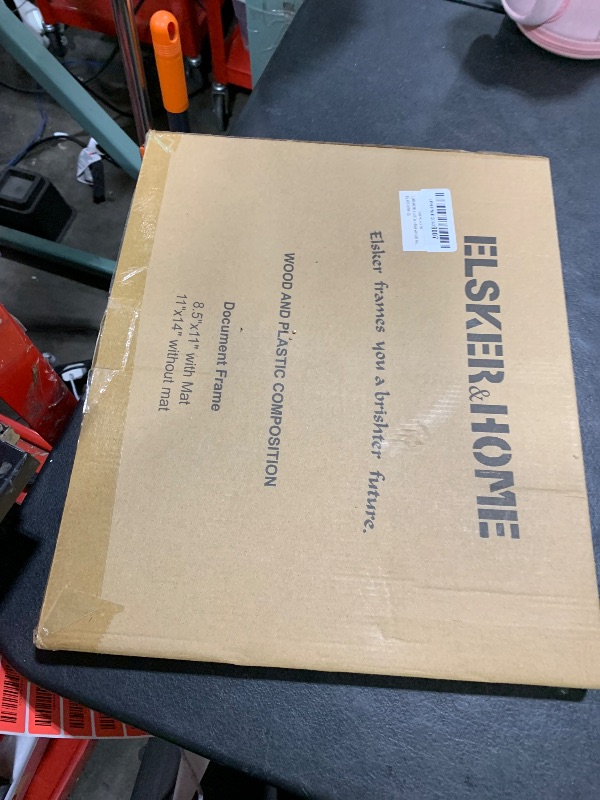 ELSKER&HOME
Elsker frames you a brishter future.
WOOD AND PLASTIC COMPOSITION
Document Frame
8.5"x11" with Mat
11"x14" without mat